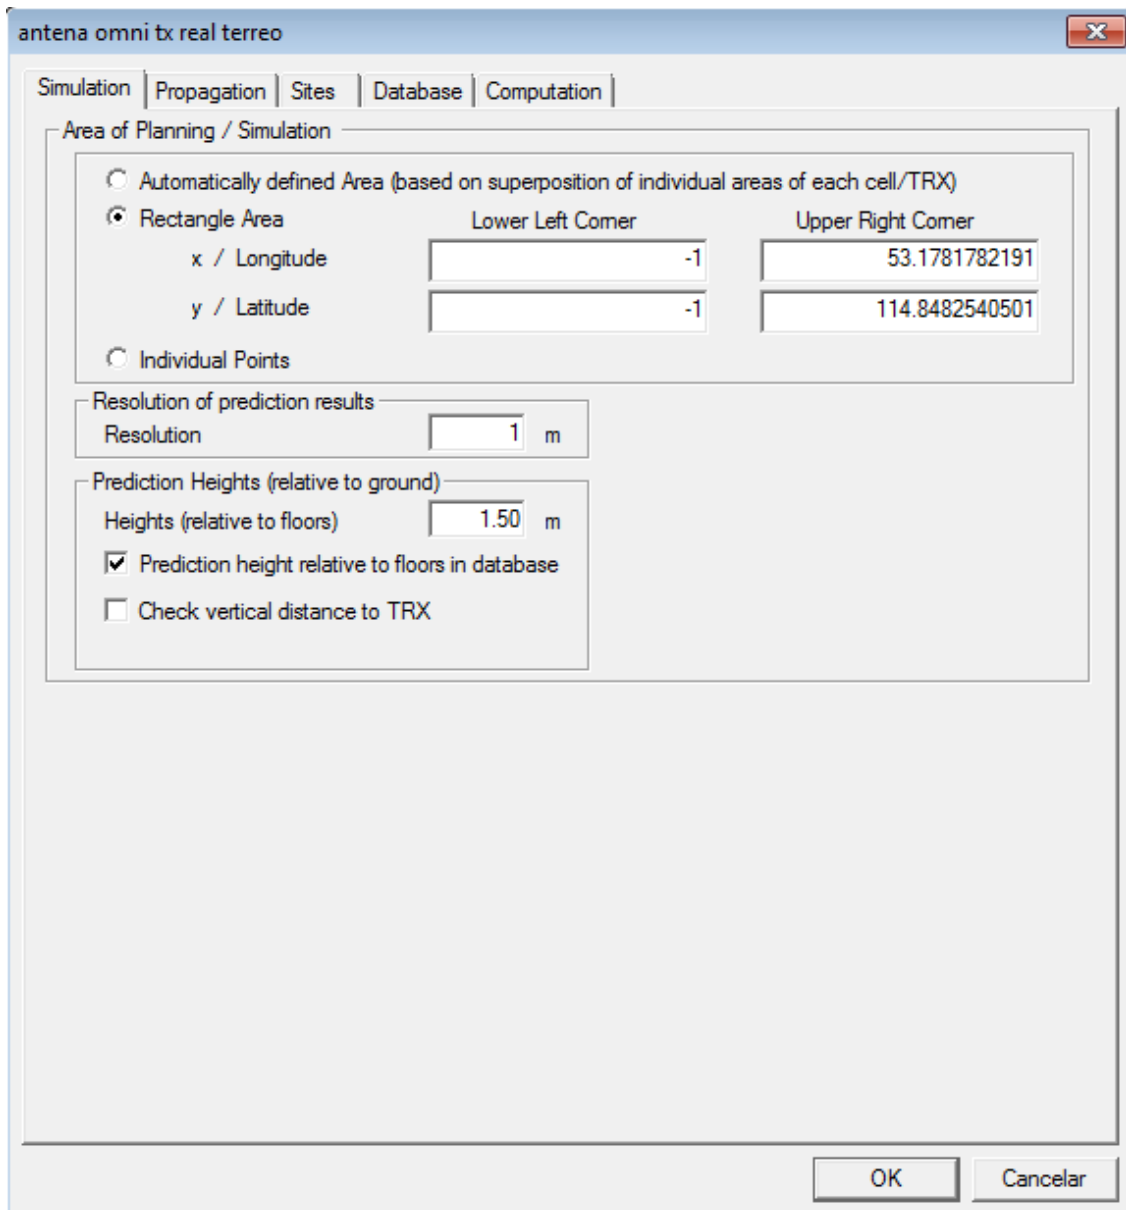 antena omni tx real terreo
Simulation Propagation Sites Database Computation
Area of Planning / Simulation
Automatically defined Area (based on superposition of individual areas of each cell/TRX)
Rectangle Area Lower Left Corner Upper Right Corner
x / Longitude -1 53.1781782191
y / Latitude -1 114.8482540501
Individual Points
Resolution of prediction results
Resolution 1 m
Prediction Heights (relative to ground)
Heights (relative to floors) 1.50 m
Prediction height relative to floors in database
Check vertical distance to TRX
OK Cancelar